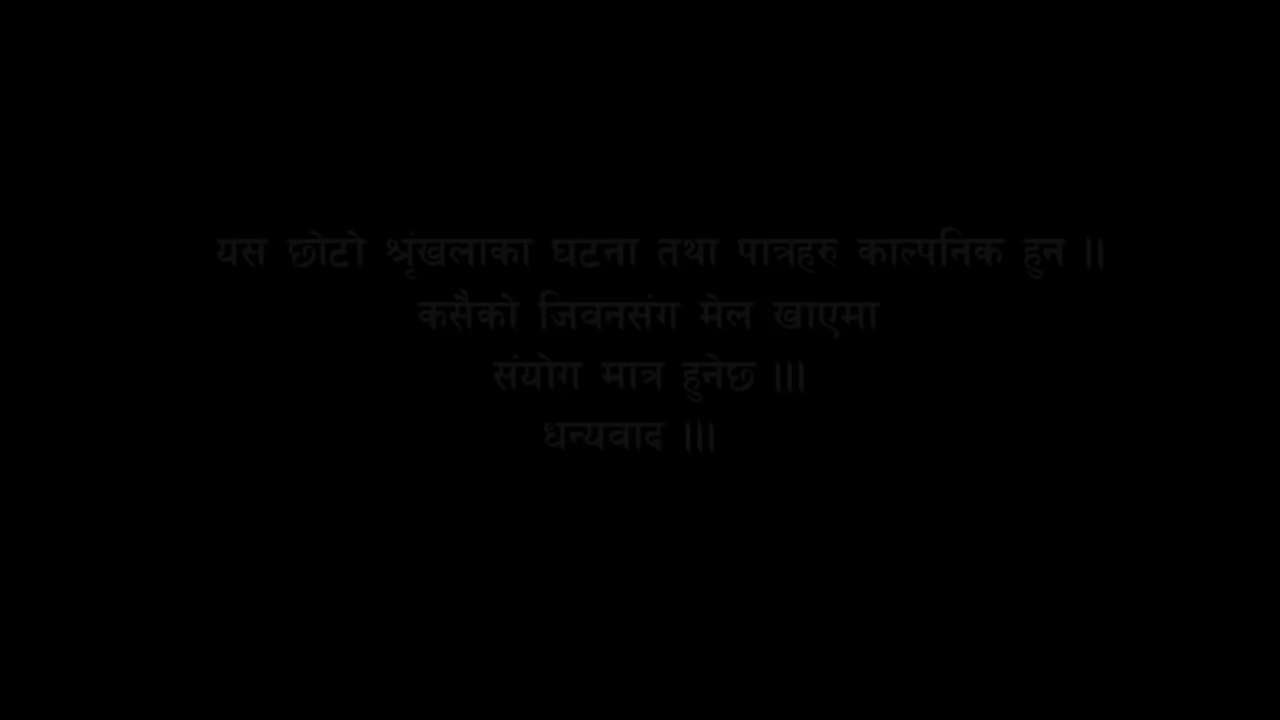 यस छोटो श्रृंखलाका घटना तथा पात्रहरु काल्पनिक हुन ॥
कसैको जिवनसंग मेल खाएमा
संयोग मात्र हुनेछ ।॥
धन्यवाद ।॥